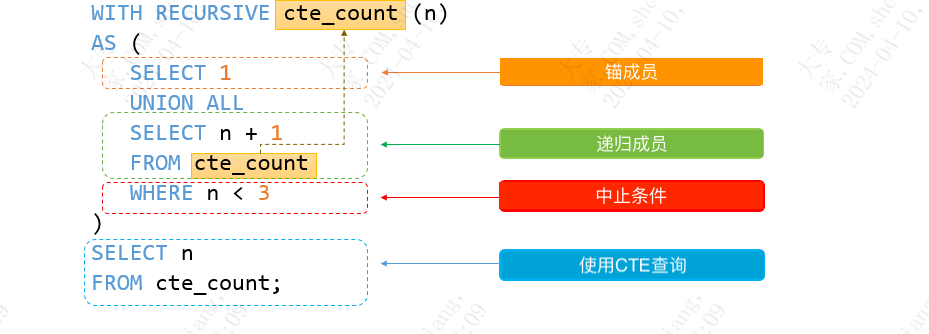 WITH RECURSIVE cte_count (n)
AS (
SELECT 1
锚成员
UNION ALL
SELECT n + 1
递归成员
FROM cte_count
WHERE n < 3
中止条件
)
SELECT n
使用CTE查询
FROM cte_count;